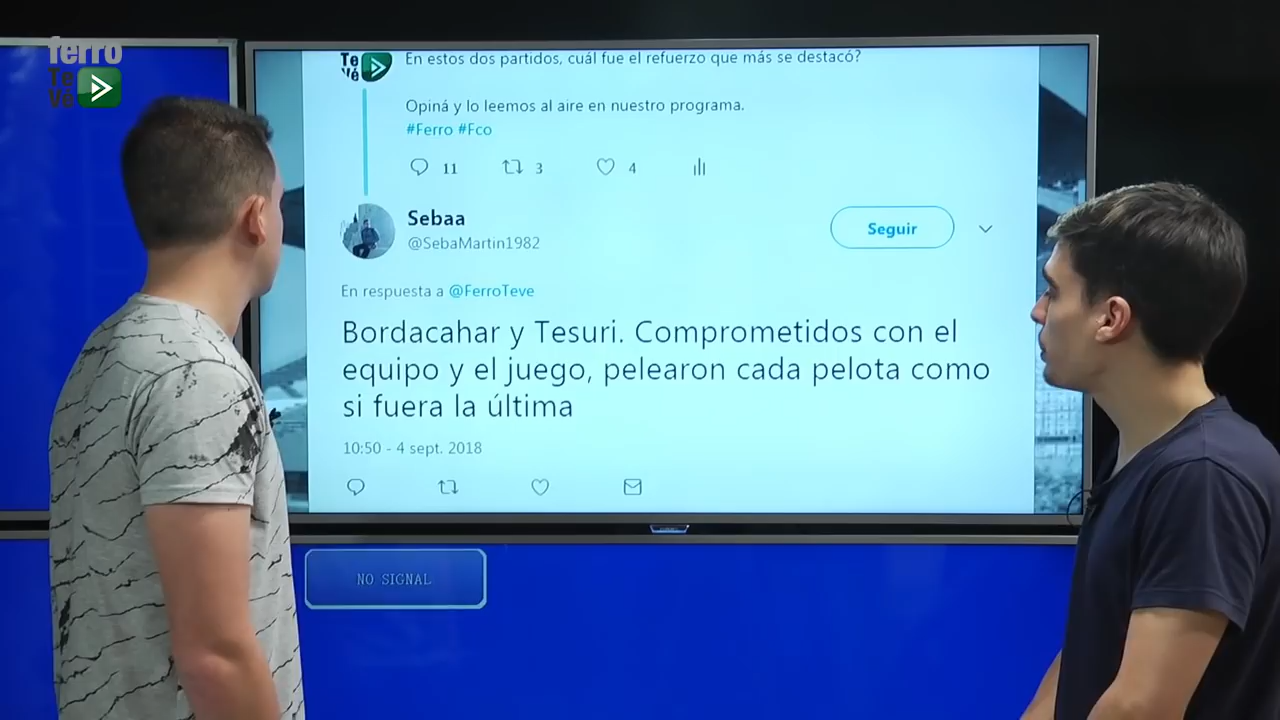 ferro
Te
Vé
Te
Vé
En estos dos partidos, cuál fue el refuerzo que más se destacó?
Opiná y lo leemos al aire en nuestro programa.
#Ferro #Fco
11 3 4
Sebaa
@SebaMartin1982
Seguir
En respuesta a @FerroTeve
Bordacahar y Tesuri. Comprometidos con el
equipo y el juego, pelearon cada pelota como
si fuera la última
10:50 - 4 sept. 2018
NO SIGNAL